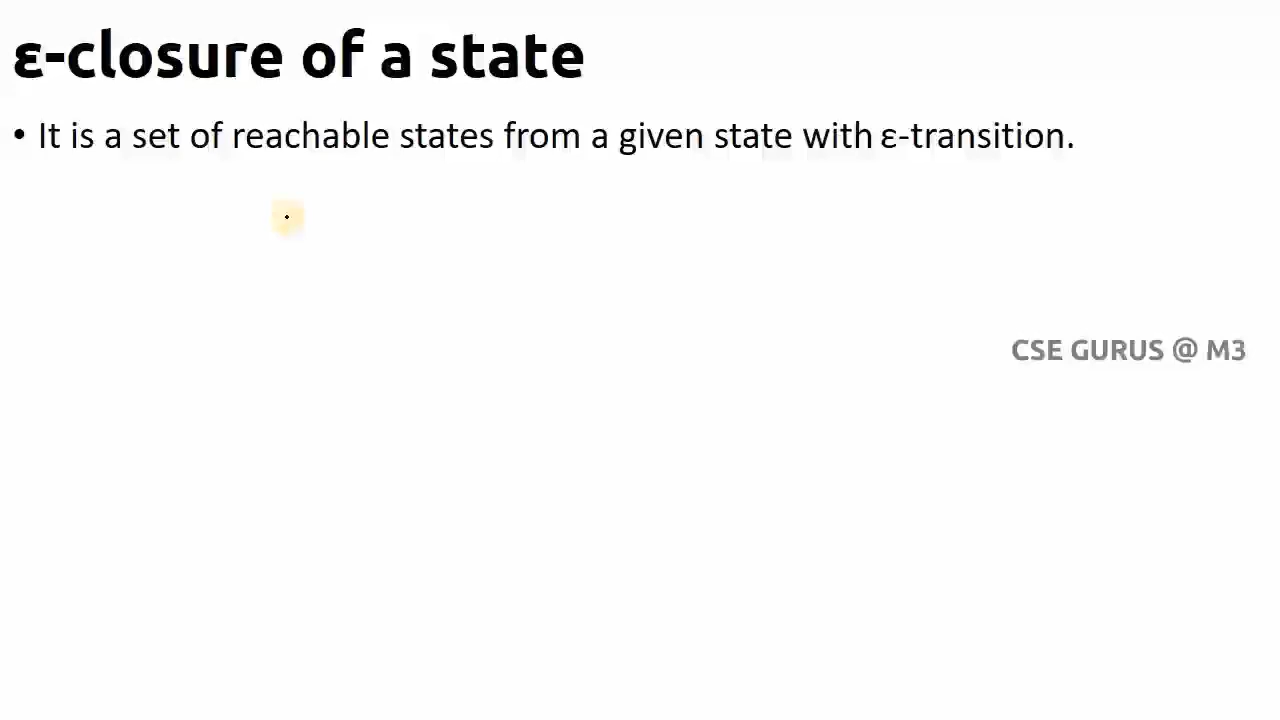 ε-closure of a state
• It is a set of reachable states from a given state with ε-transition.
CSE GURUS @ M3